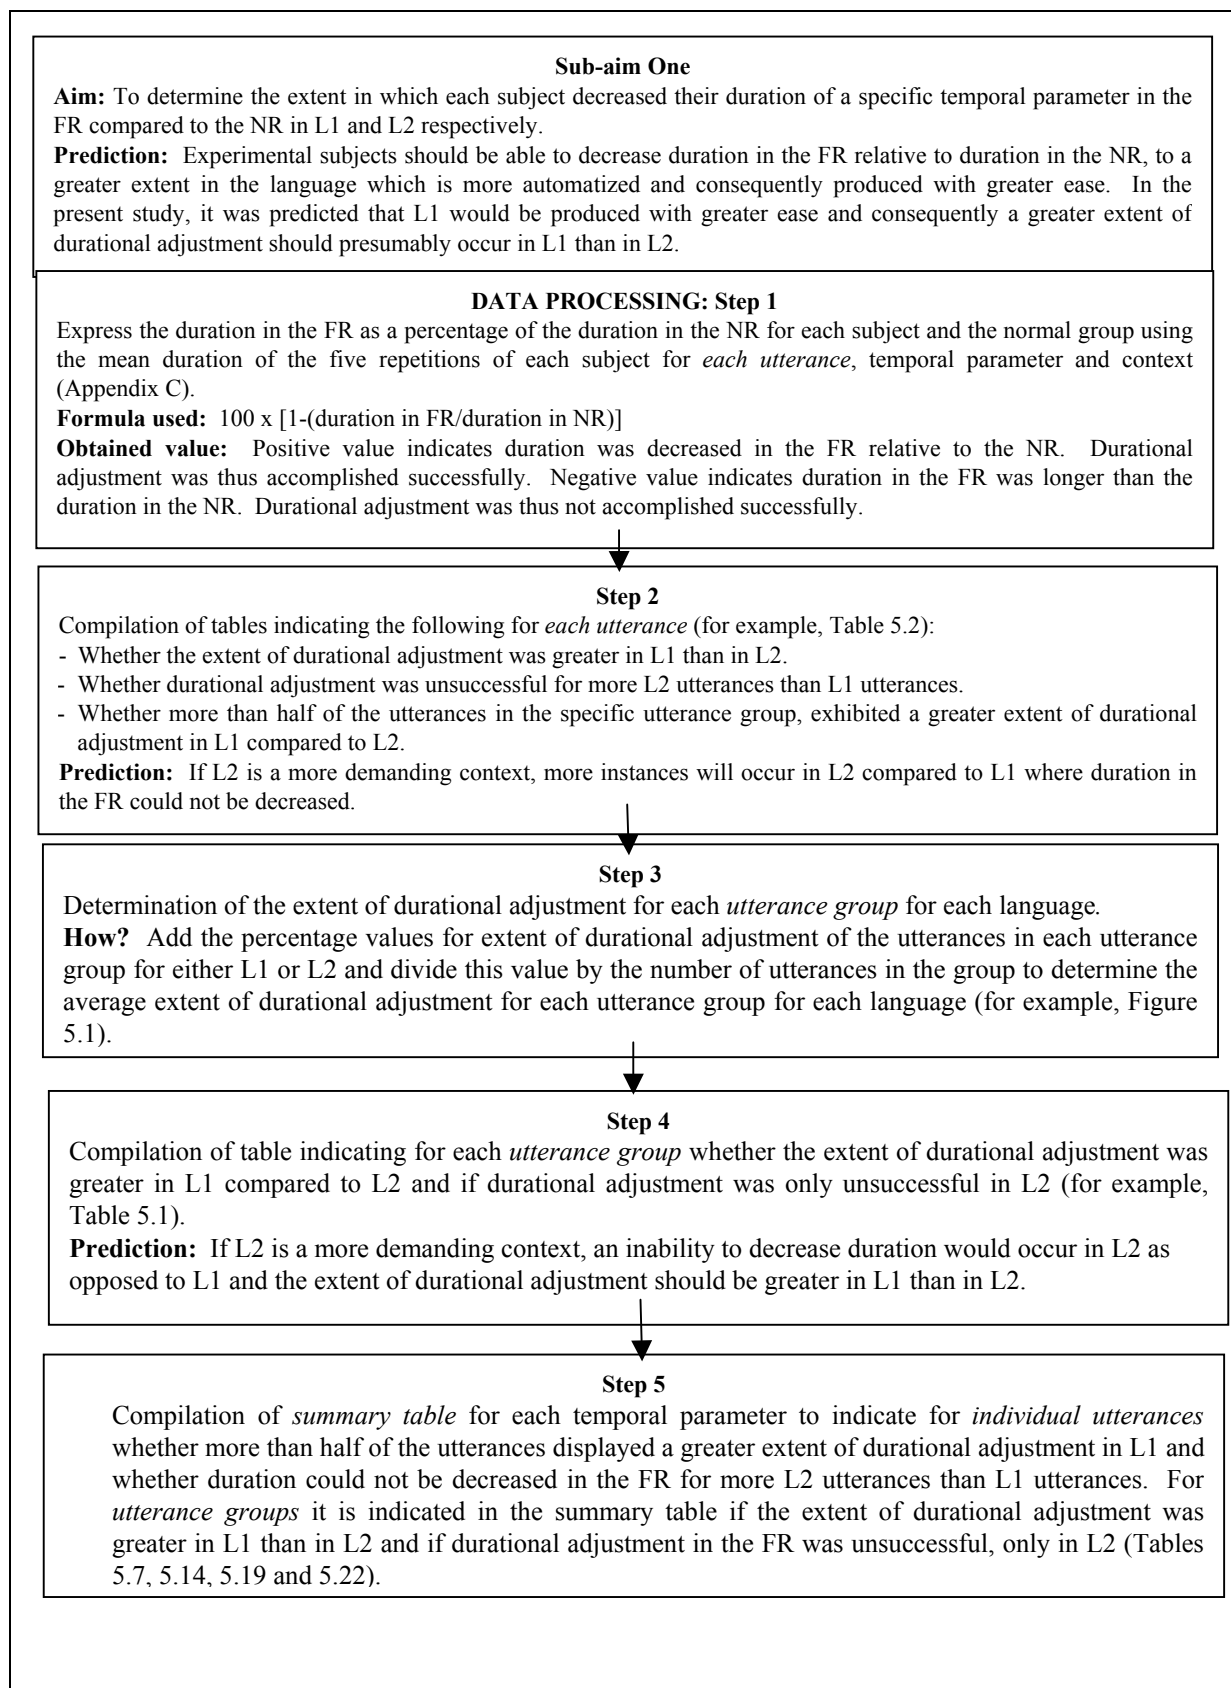 Sub-aim One
Aim: To determine the extent in which each subject decreased their duration of a specific temporal parameter in the
FR compared to the NR in L1 and L2 respectively.
Prediction: Experimental subjects should be able to decrease duration in the FR relative to duration in the NR, to a
greater extent in the language which is more automatized and consequently produced with greater ease. In the
present study, it was predicted that L1 would be produced with greater ease and consequently a greater extent of
durational adjustment should presumably occur in L1 than in L2.
DATA PROCESSING: Step 1
Express the duration in the FR as a percentage of the duration in the NR for each subject and the normal group using
the mean duration of the five repetitions of each subject for each utterance, temporal parameter and context
(Appendix C).
Formula used: 100 x [1-(duration in FR/duration in NR)]
Obtained value: Positive value indicates duration was decreased in the FR relative to the NR. Durational
adjustment was thus accomplished successfully. Negative value indicates duration in the FR was longer than the
duration in the NR. Durational adjustment was thus not accomplished successfully.
Step 2
Compilation of tables indicating the following for each utterance (for example, Table 5.2):
- Whether the extent of durational adjustment was greater in L1 than in L2.
- Whether durational adjustment was unsuccessful for more L2 utterances than L1 utterances.
- Whether more than half of the utterances in the specific utterance group, exhibited a greater extent of durational
adjustment in L1 compared to L2.
Prediction: If L2 is a more demanding context, more instances will occur in L2 compared to L1 where duration in
the FR could not be decreased.
Step 3
Determination of the extent of durational adjustment for each utterance group for each language.
How? Add the percentage values for extent of durational adjustment of the utterances in each utterance
group for either L1 or L2 and divide this value by the number of utterances in the group to determine the
average extent of durational adjustment for each utterance group for each language (for example, Figure
5.1).
Step 4
Compilation of table indicating for each utterance group whether the extent of durational adjustment was
greater in L1 compared to L2 and if durational adjustment was only unsuccessful in L2 (for example,
Table 5.1).
Prediction: If L2 is a more demanding context, an inability to decrease duration would occur in L2 as
opposed to L1 and the extent of durational adjustment should be greater in L1 than in L2.
Step 5
Compilation of summary table for each temporal parameter to indicate for individual utterances
whether more than half of the utterances displayed a greater extent of durational adjustment in L1 and
whether duration could not be decreased in the FR for more L2 utterances than L1 utterances. For
utterance groups it is indicated in the summary table if the extent of durational adjustment was
greater in L1 than in L2 and if durational adjustment in the FR was unsuccessful, only in L2 (Tables
5.7, 5.14, 5.19 and 5.22).